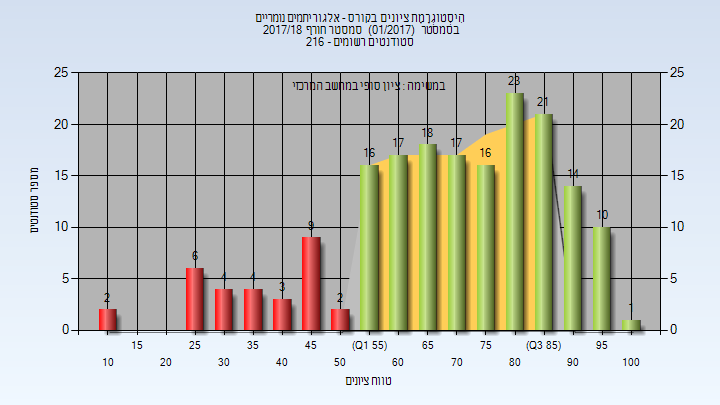 הִיסְטוֹגְרָמַת ציונים בקורס - אלגוריתמים נומריים
בסמסטר (01/2017) סמסטר חורף 2017/18
סטודנטים רשומים - 216
במשימה : ציון סופי במחשב המרכזי
מספר סטודנטים
25 25
20 20
15 15
10 10
5 5
0 0
2 6 4 4 3 9 2 16 17 18 17 16 23 21 14 10 1
15 25 35 45 (Q1 55) 65 75 (Q3 85) 95
10 20 30 40 50 60 70 80 90 100
טווח ציונים